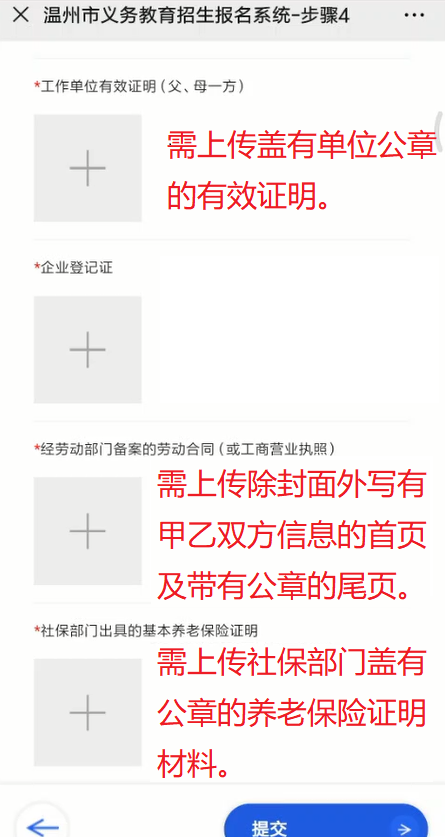 温州市义务教育招生报名系统-步骤4
*工作单位有效证明（父、母一方）
需上传盖有单位公章
的有效证明。
*企业登记证
*经劳动部门备案的劳动合同（或工商营业执照）
需上传除封面外写有
甲乙双方信息的首页
及带有公章的尾页。
*社保部门出具的基本养老保险证明
需上传社保部门盖有
公章的养老保险证明
材料。
提交